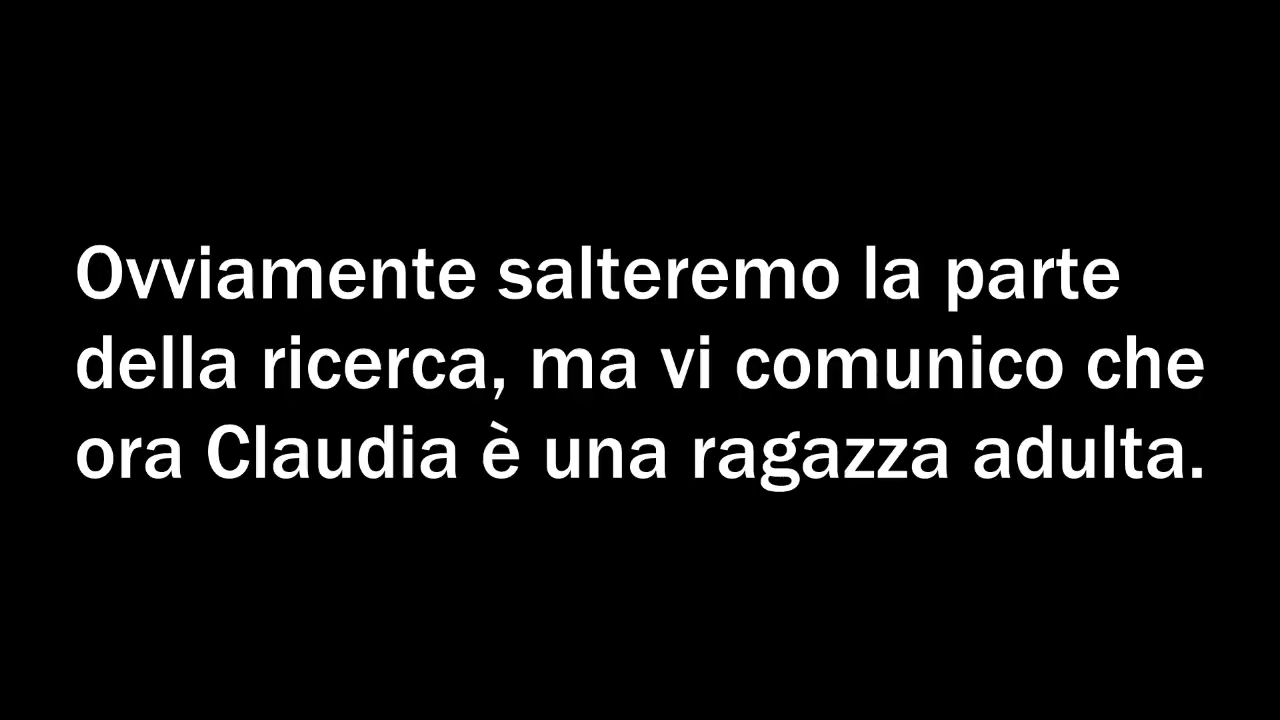 Ovviamente salteremo la parte
della ricerca, ma vi comunico che
ora Claudia è una ragazza adulta.